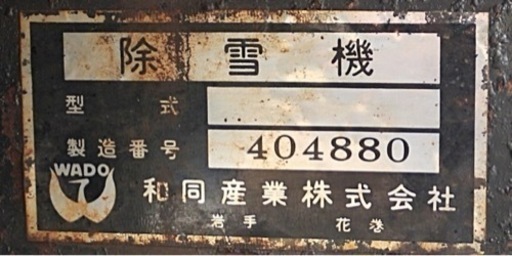 除雪機
型式
製造番号 404880
WADO
和同産業株式会社
岩手 花巻